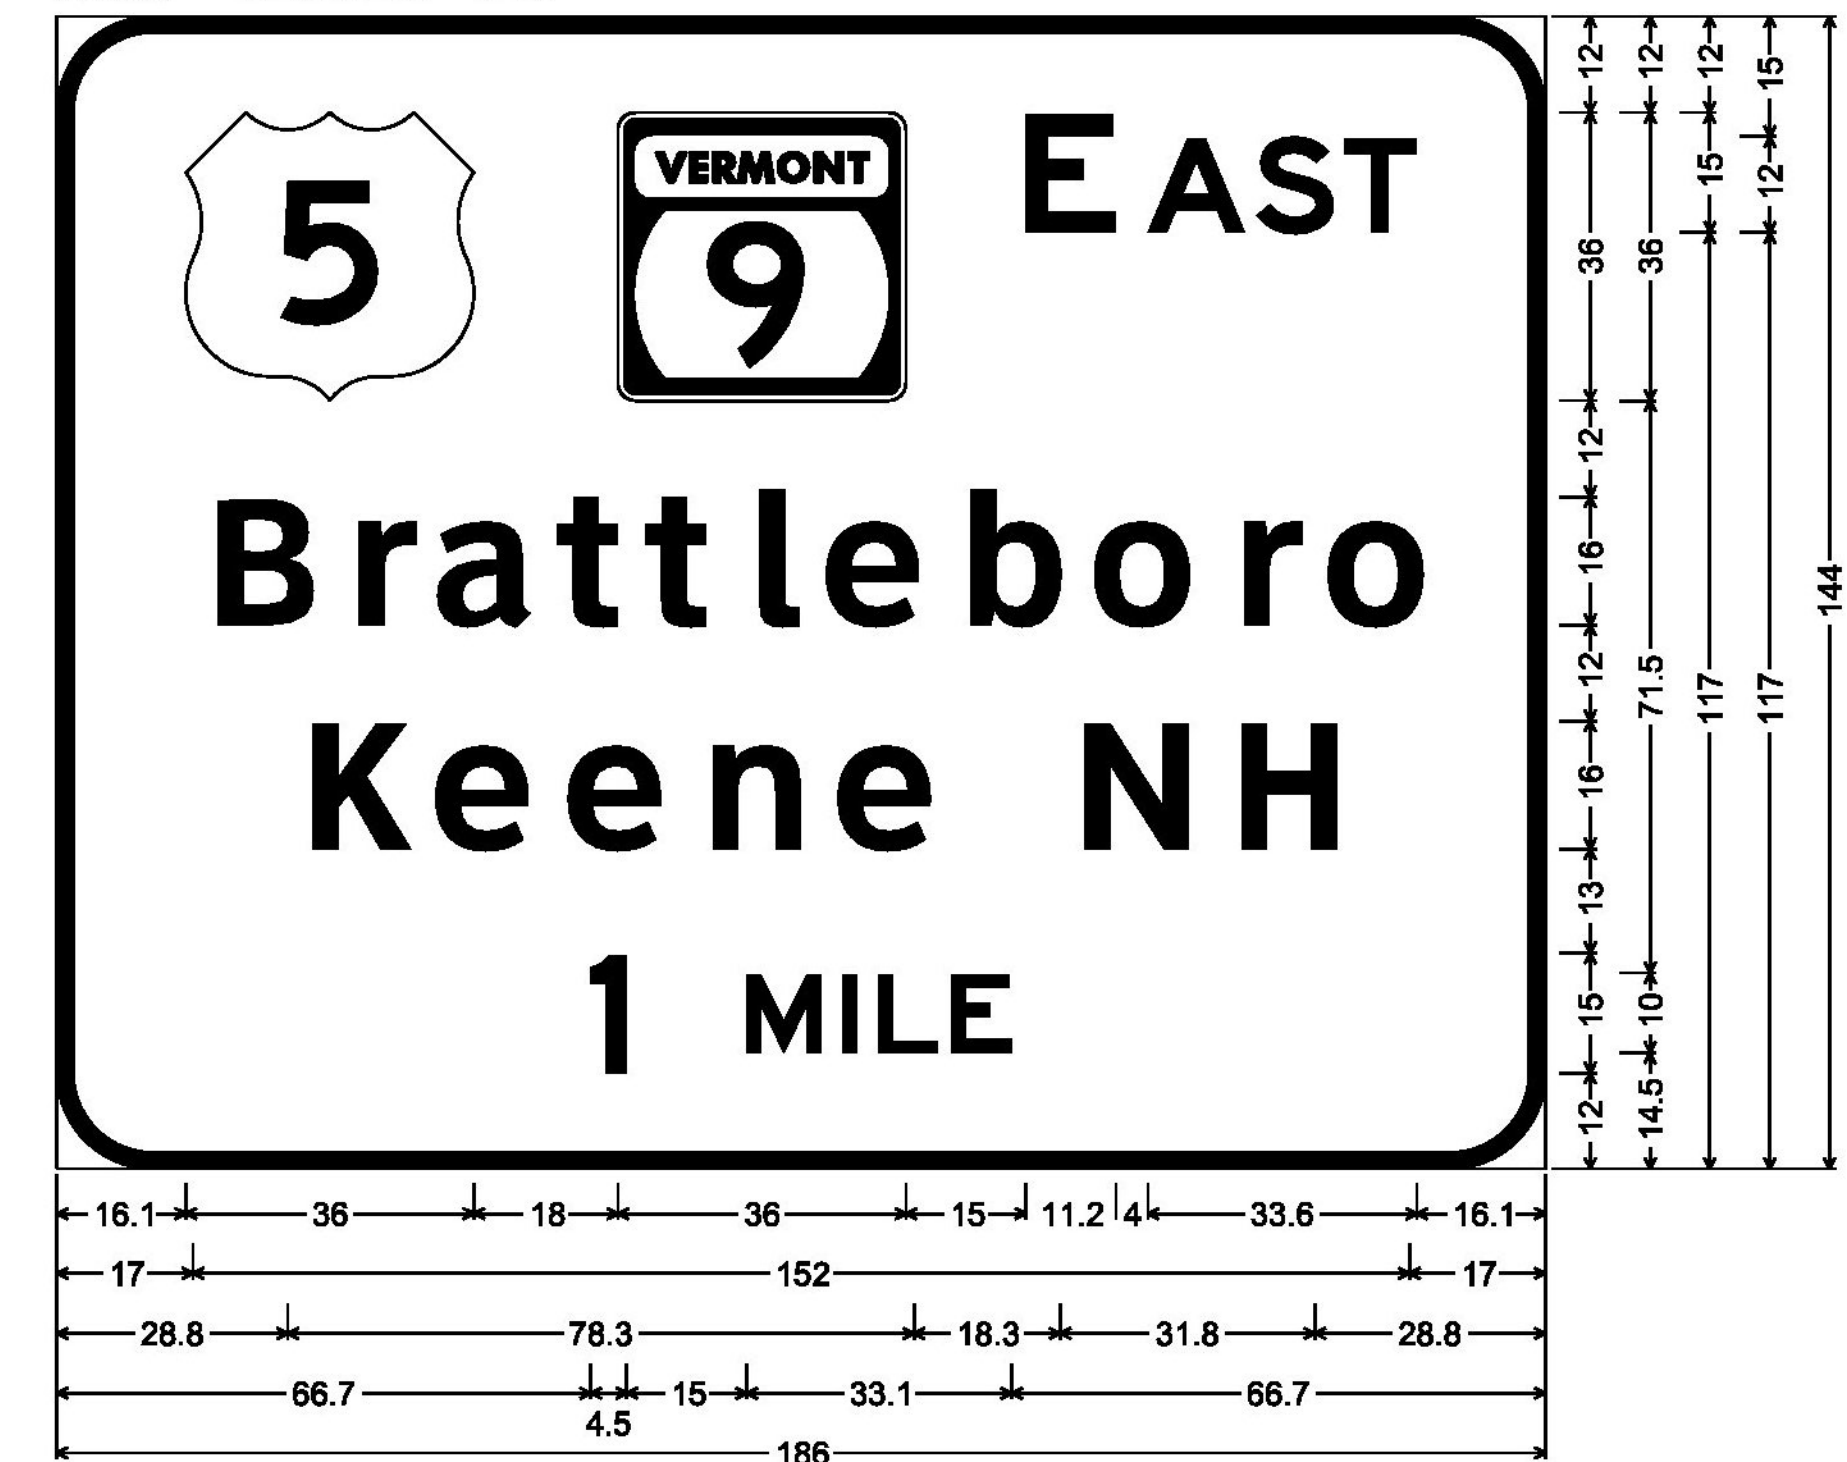 VERMONT
5 9 EAST
Brattleboro
Keene NH
1 MILE
12 36 12 16 12 16 13 15 12
12 36 71.5 10 14.5
12 15 117
15 12 117
144
16.1 36 18 36 15 11.2 4 33.6 16.1
17 152 17
28.8 78.3 18.3 31.8 28.8
66.7 4.5 15 33.1 66.7
186